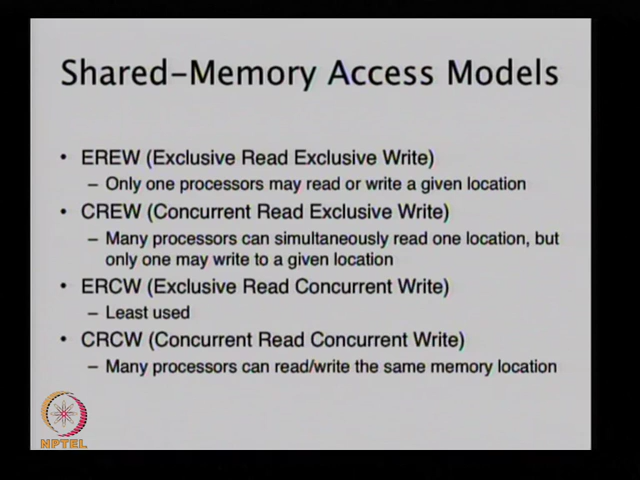 Shared-Memory Access Models
• EREW (Exclusive Read Exclusive Write)
– Only one processors may read or write a given location
• CREW (Concurrent Read Exclusive Write)
– Many processors can simultaneously read one location, but
only one may write to a given location
• ERCW (Exclusive Read Concurrent Write)
– Least used
• CRCW (Concurrent Read Concurrent Write)
– Many processors can read/write the same memory location
NPTEL